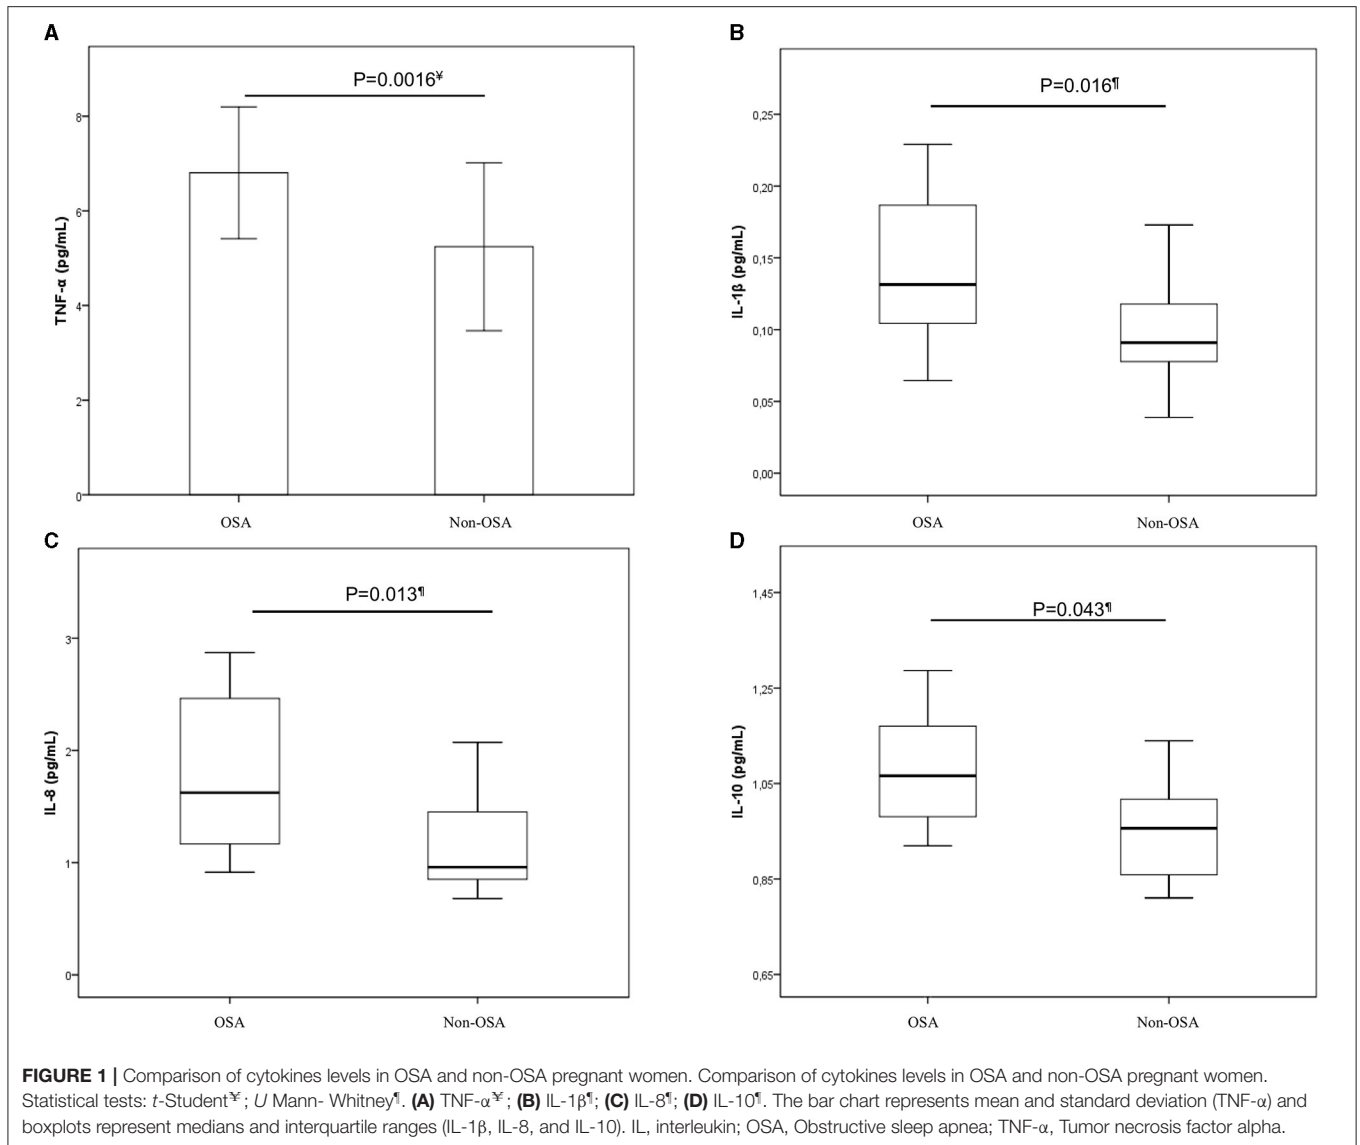 A
P=0.0016¥
TNF-α (pg/mL)
8
6
4
2
0
OSA
Non-OSA
B
P=0.016¶
IL-1β (pg/mL)
0,25
0,20
0,15
0,10
0,05
0,00
OSA
Non-OSA
C
P=0.013¶
IL-8 (pg/mL)
3
2
1
0
OSA
Non-OSA
D
P=0.043¶
IL-10 (pg/mL)
1,45
1,25
1,05
0,85
0,65
OSA
Non-OSA
FIGURE 1 | Comparison of cytokines levels in OSA and non-OSA pregnant women. Comparison of cytokines levels in OSA and non-OSA pregnant women.
Statistical tests: t-Student¥; U Mann- Whitney¶. (A) TNF-α¥; (B) IL-1β¶; (C) IL-8¶; (D) IL-10¶. The bar chart represents mean and standard deviation (TNF-α) and
boxplots represent medians and interquartile ranges (IL-1β, IL-8, and IL-10). IL, interleukin; OSA, Obstructive sleep apnea; TNF-α, Tumor necrosis factor alpha.